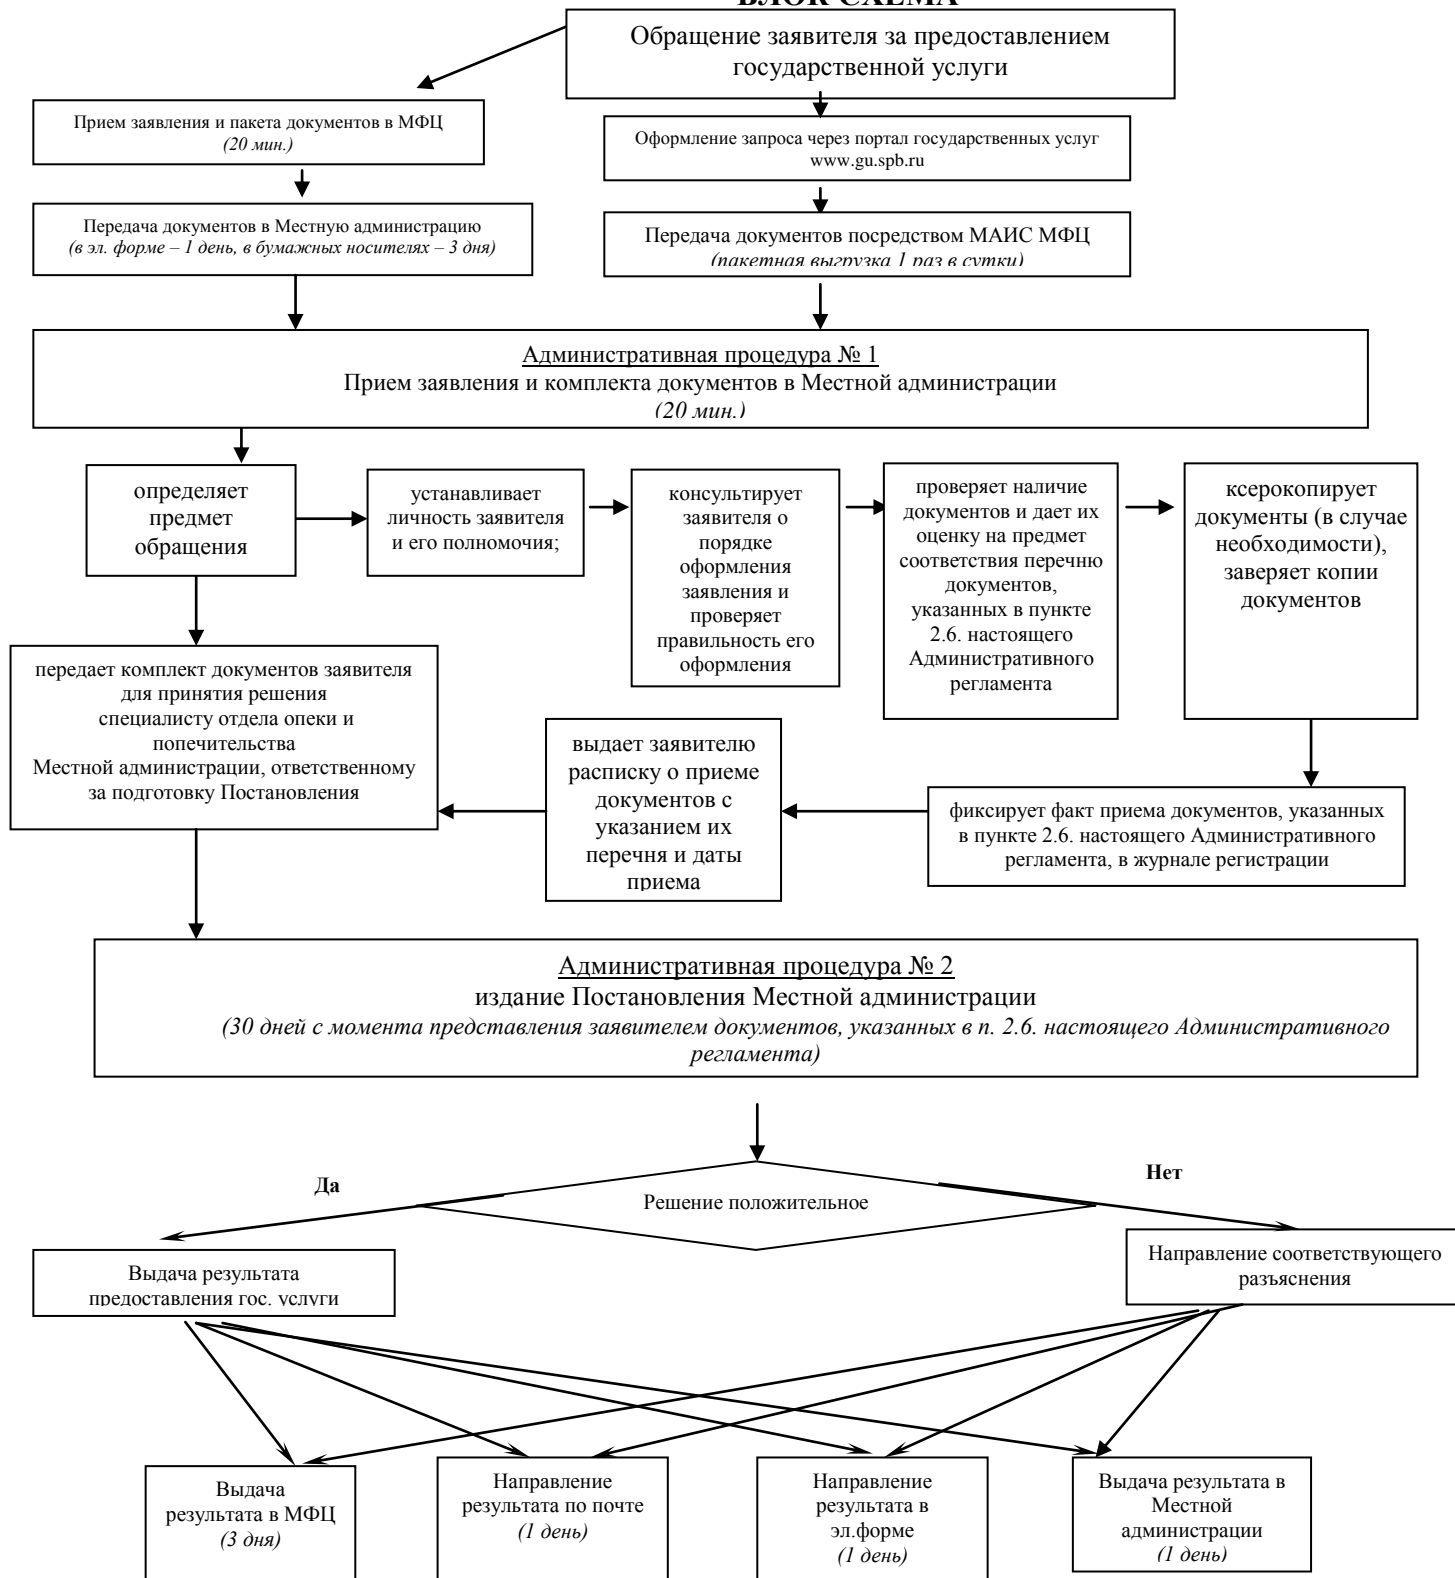 БЛОК-СХЕМА
Обращение заявителя за предоставлением
государственной услуги
Прием заявления и пакета документов в МФЦ
(20 мин.)
Оформление запроса через портал государственных услуг
www.gu.spb.ru
Передача документов в Местную администрацию
(в эл. форме – 1 день, в бумажных носителях – 3 дня)
Передача документов посредством МАИС МФЦ
(пакетная выгрузка 1 раз в сутки)
Административная процедура № 1
Прием заявления и комплекта документов в Местной администрации
(20 мин.)
определяет
предмет
обращения
устанавливает
личность заявителя
и его полномочия;
консультирует
заявителя о
порядке
оформления
заявления и
проверяет
правильность его
оформления
проверяет наличие
документов и дает их
оценку на предмет
соответствия перечню
документов,
указанных в пункте
2.6. настоящего
Административного
регламента
ксерокопирует
документы (в случае
необходимости),
заверяет копии
документов
передает комплект документов заявителя
для принятия решения
специалисту отдела опеки и
попечительства
Местной администрации, ответственному
за подготовку Постановления
выдает заявителю
расписку о приеме
документов с
указанием их
перечня и даты
приема
фиксирует факт приема документов, указанных
в пункте 2.6. настоящего Административного
регламента, в журнале регистрации
Административная процедура № 2
издание Постановления Местной администрации
(30 дней с момента представления заявителем документов, указанных в п. 2.6. настоящего Административного
регламента)
Да
Решение положительное
Нет
Выдача результата
предоставления гос. услуги
Направление соответствующего
разъяснения
Выдача
результата в МФЦ
(3 дня)
Направление
результата по почте
(1 день)
Направление
результата в
эл.форме
(1 день)
Выдача результата в
Местной
администрации
(1 день)